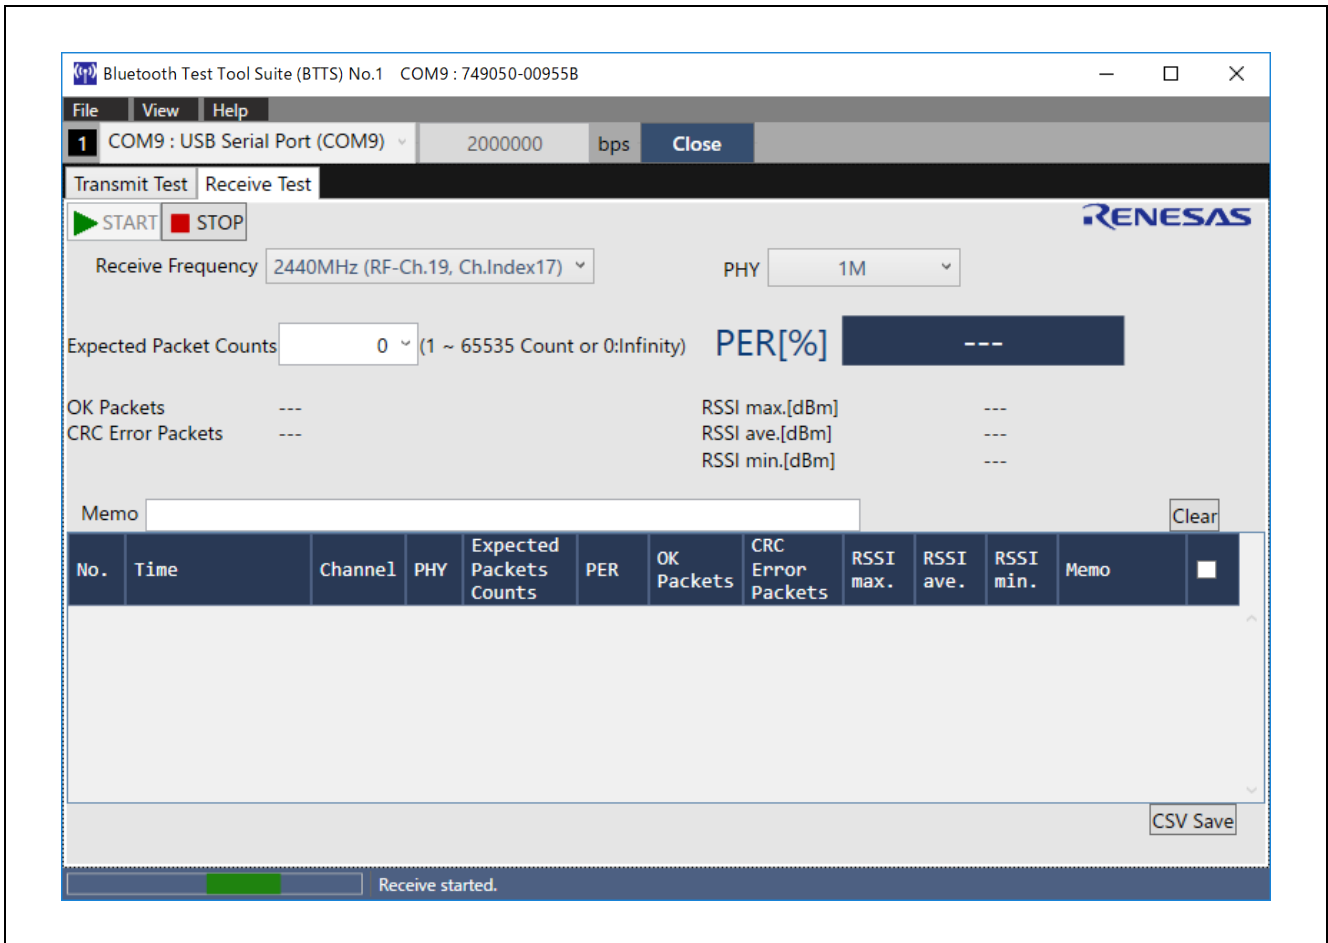 Bluetooth Test Tool Suite (BTTS) No.1 COM9 : 749050-00955B
File View Help
1 COM9 : USB Serial Port (COM9) 2000000 bps Close
Transmit Test Receive Test
START STOP
RENESAS
Receive Frequency 2440MHz (RF-Ch.19, Ch.Index17) PHY 1M
Expected Packet Counts 0 (1 ~ 65535 Count or 0:Infinity) PER[%] ---
OK Packets --- RSSI max.[dBm] ---
CRC Error Packets --- RSSI ave.[dBm] ---
RSSI min.[dBm] ---
Memo Clear
No. Time Channel PHY Expected Packets Counts PER OK Packets CRC Error Packets RSSI max. RSSI ave. RSSI min. Memo
CSV Save
Receive started.